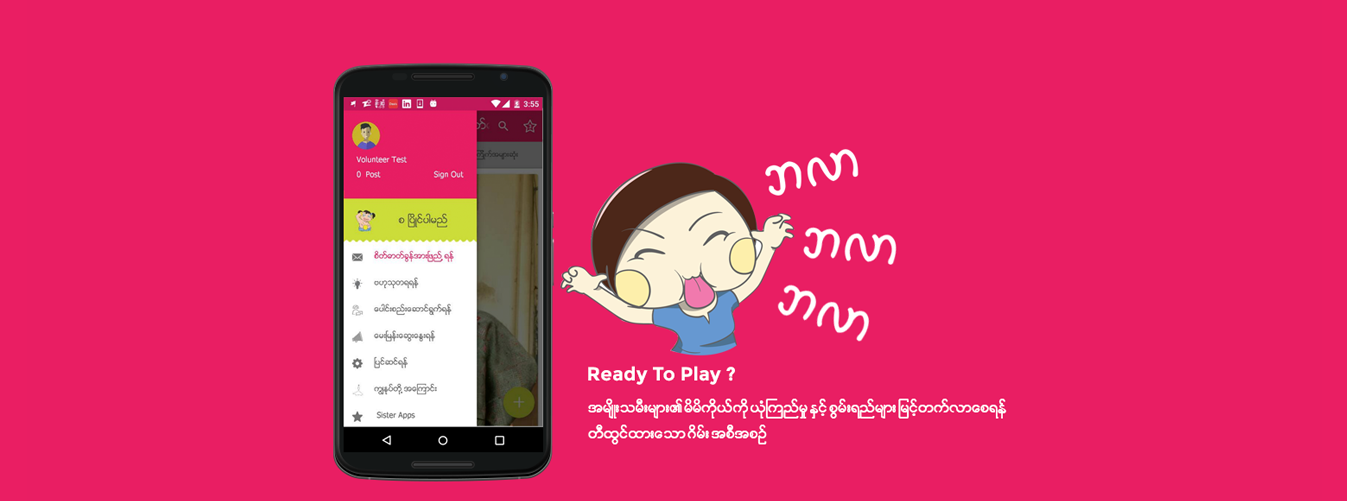 3:55
Volunteer Test
0 Post
Sign Out
စ ပြိုင်ပါမည်
စိတ်ဓာတ်ခွန်အားဖြည့် ရန်
ဗဟုသုတရရန်
ပေါင်းစည်းဆောင်ရွက်ရန်
မေးမြန်းဆွေးနွေးရန်
ပြင်ဆင်ရန်
ကျွန်ုပ်တို့ အကြောင်း
Sister Apps
ဘလာ
ဘလာ
ဘလာ
Ready To Play ?
အမျိုးသမီးများ၏ မိမိကိုယ်ကို ယုံကြည်မှု နှင့် စွမ်းရည်များ မြင့်တက်လာစေရန်
တီထွင်ထားသော ဂိမ်း အစီအစဉ်